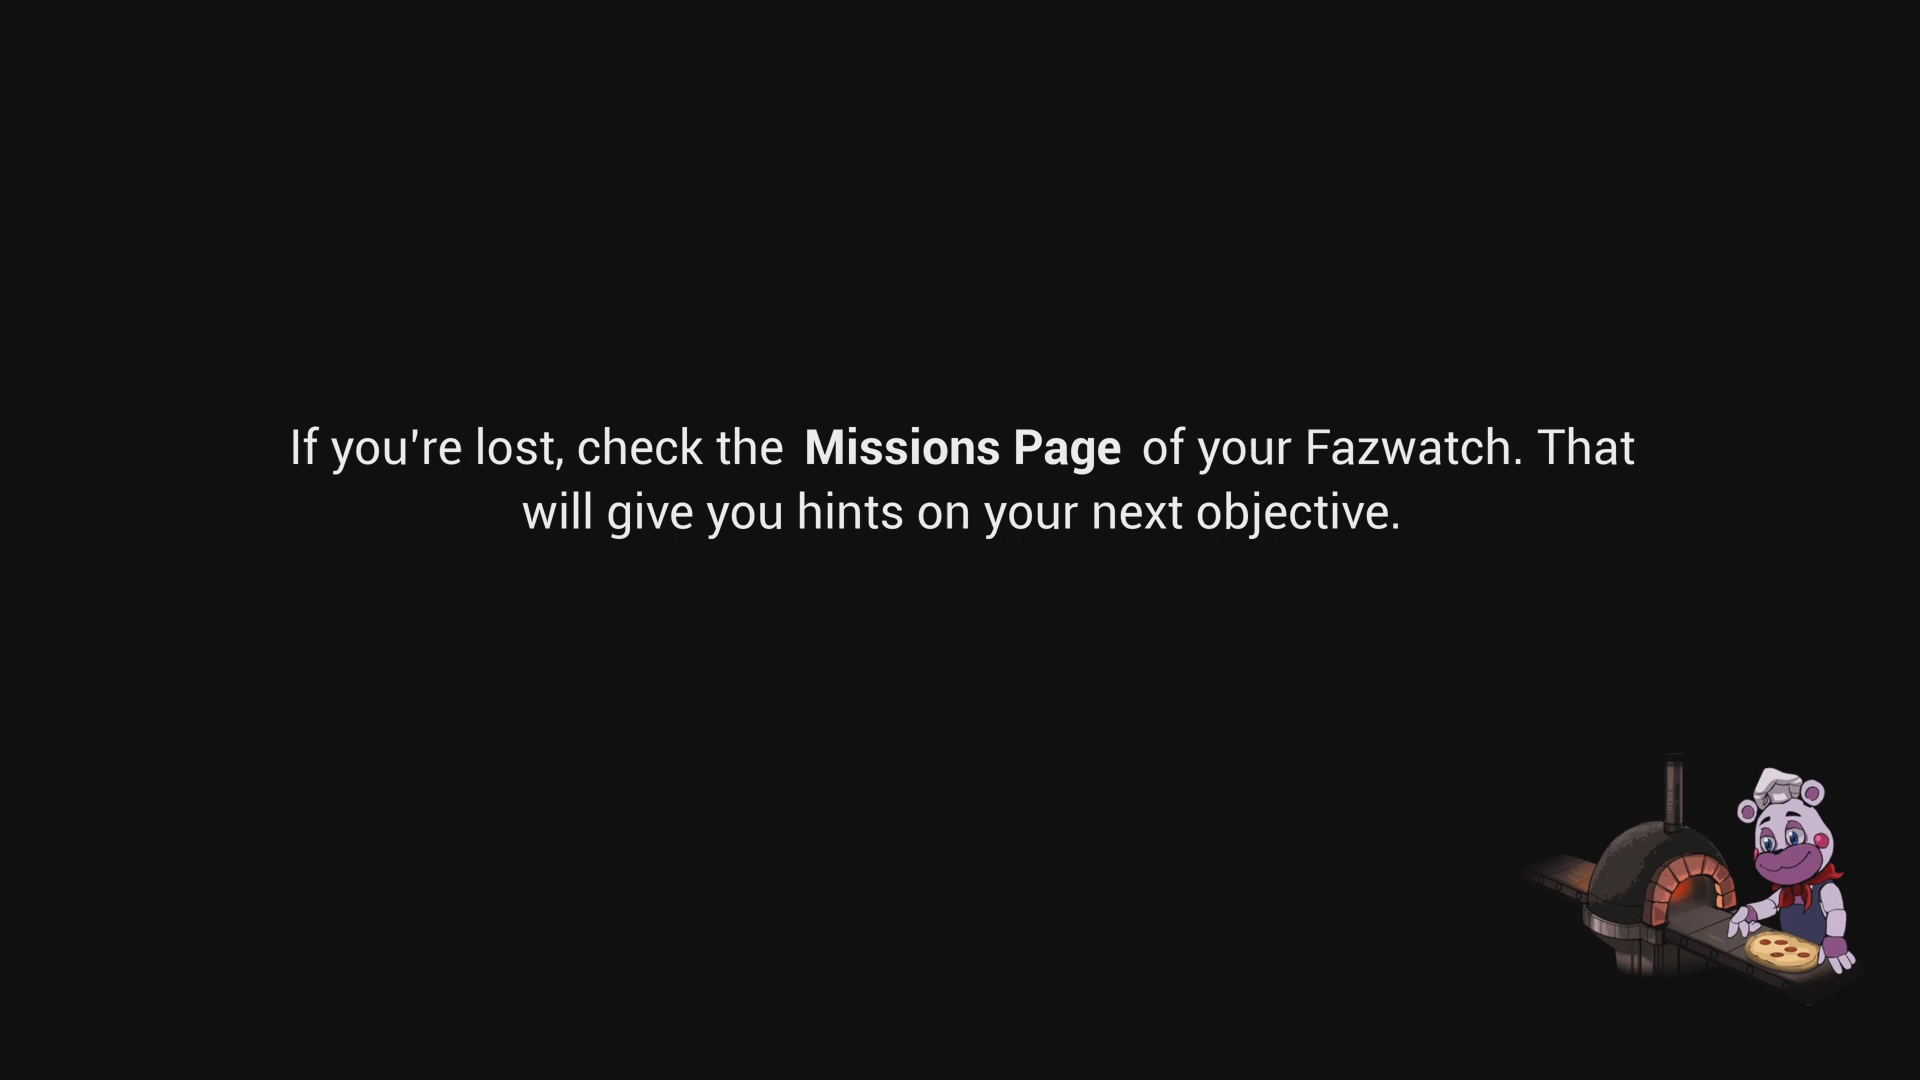 If you're lost, check the Missions Page of your Fazwatch. That
will give you hints on your next objective.